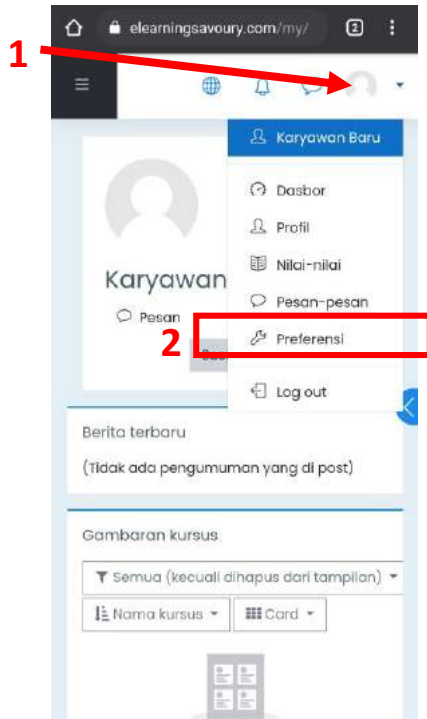 elearningsavoury.com/my/
2
1
Karyawan Baru
Dasbor
Profil
Nilai-nilai
Karyawan
Pesan-pesan
Pesan
2
Preferensi
Log out
Berita terbaru
(Tidak ada pengumuman yang di post)
Gambaran kursus
Semua (kecuali dihapus dari tampilan)
Nama kursus
Card